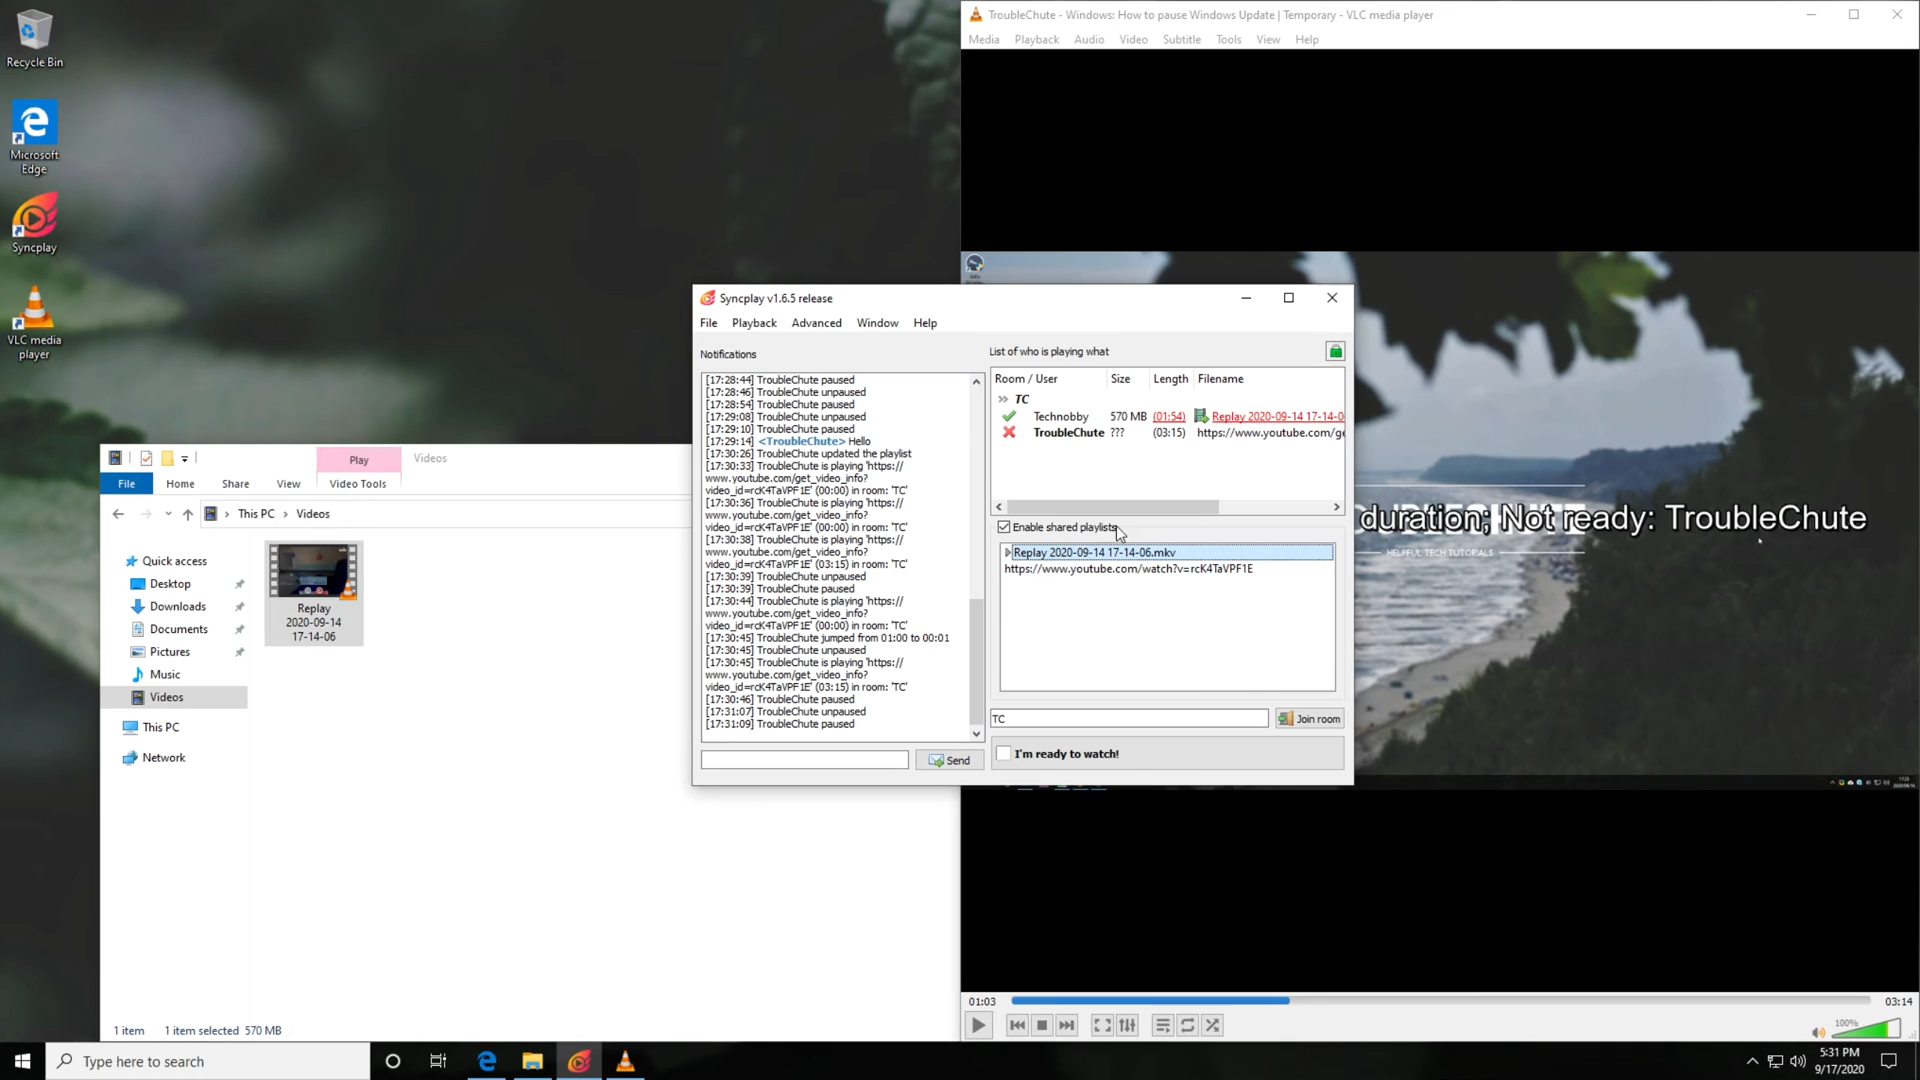 Recycle Bin
Microsoft
Edge
Syncplay
VLC media
player
TroubleChute - Windows: How to pause Windows Update | Temporary - VLC media player
Media Playback Audio Video Subtitle Tools View Help
duration; Not ready: TroubleChute
HELPFUL TECH TUTORIALS
01:03
03:14
100%
Play
Videos
File Home Share View Video Tools
This PC > Videos
Quick access
Desktop
Downloads
Documents
Pictures
Music
Videos
This PC
Network
Replay
2020-09-14
17-14-06
1 item 1 item selected 570 MB
Syncplay v1.6.5 release
File Playback Advanced Window Help
Notifications
[17:28:44] TroubleChute paused
[17:28:46] TroubleChute unpaused
[17:28:54] TroubleChute paused
[17:29:08] TroubleChute unpaused
[17:29:10] TroubleChute paused
[17:29:14] <TroubleChute> Hello
[17:30:26] TroubleChute updated the playlist
[17:30:33] TroubleChute is playing 'https://
www.youtube.com/get_video_info?
video_id=rcK4TaVPF1E' (00:00) in room: 'TC'
[17:30:36] TroubleChute is playing 'https://
www.youtube.com/get_video_info?
video_id=rcK4TaVPF1E' (00:00) in room: 'TC'
[17:30:38] TroubleChute is playing 'https://
www.youtube.com/get_video_info?
video_id=rcK4TaVPF1E' (03:15) in room: 'TC'
[17:30:39] TroubleChute unpaused
[17:30:39] TroubleChute paused
[17:30:44] TroubleChute is playing 'https://
www.youtube.com/get_video_info?
video_id=rcK4TaVPF1E' (00:00) in room: 'TC'
[17:30:45] TroubleChute jumped from 01:00 to 00:01
[17:30:45] TroubleChute unpaused
[17:30:45] TroubleChute is playing 'https://
www.youtube.com/get_video_info?
video_id=rcK4TaVPF1E' (03:15) in room: 'TC'
[17:30:46] TroubleChute paused
[17:31:07] TroubleChute unpaused
[17:31:09] TroubleChute paused
Send
List of who is playing what
Room / User Size Length Filename
TC
Technobby 570 MB (01:54) Replay 2020-09-14 17-14-0
TroubleChute ??? (03:15) https://www.youtube.com/ge
Enable shared playlists
Replay 2020-09-14 17-14-06.mkv
https://www.youtube.com/watch?v=rcK4TaVPF1E
TC
Join room
I'm ready to watch!
Type here to search
5:31 PM
9/17/2020